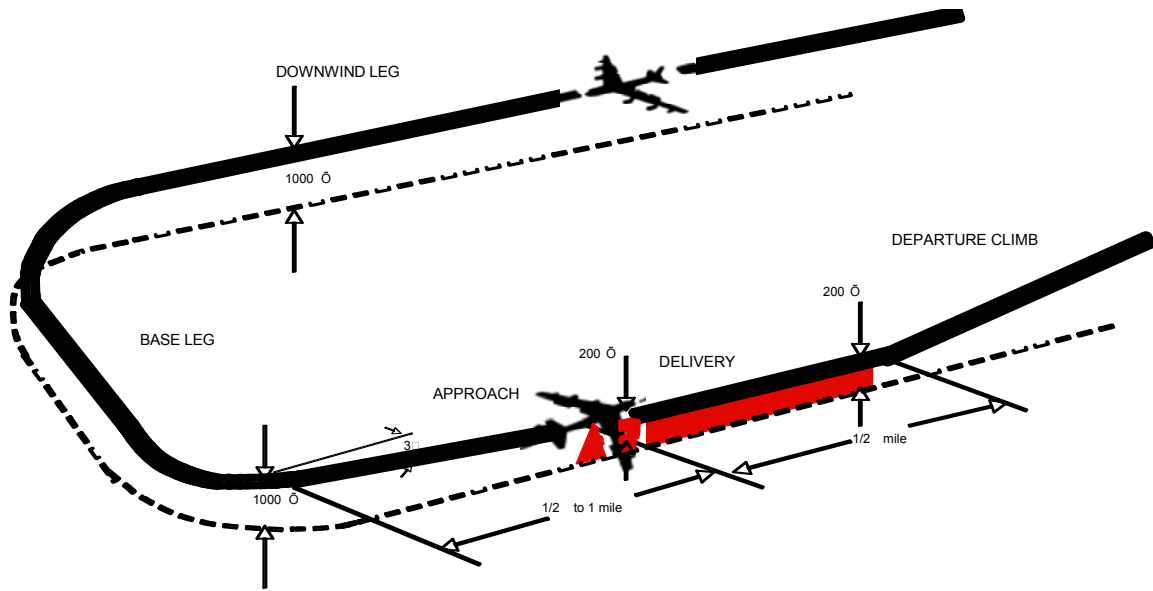 DOWNWIND LEG
1000 Õ
DEPARTURE CLIMB
200 Õ
BASE LEG
200 Õ
DELIVERY
APPROACH
3□
1/2 mile
1000 Õ
1/2 to 1 mile